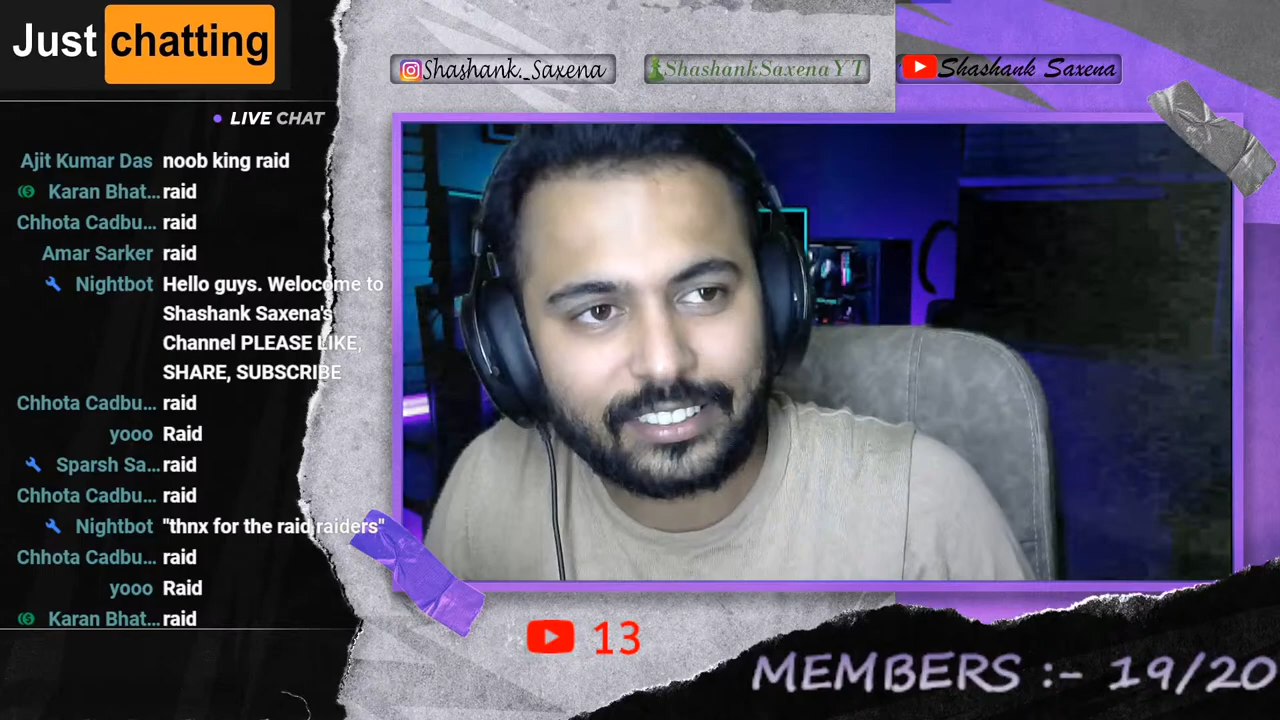 Just chatting
Shashank._Saxena
ShashankSaxenaYT
Shashank Saxena
LIVE CHAT
Ajit Kumar Das noob king raid
Karan Bhat... raid
Chhota Cadbu... raid
Amar Sarker raid
Nightbot Hello guys. Welocome to
Shashank Saxena's
Channel PLEASE LIKE,
SHARE, SUBSCRIBE
Chhota Cadbu... raid
yooo Raid
Sparsh Sa... raid
Chhota Cadbu... raid
Nightbot "thnx for the raid raiders"
Chhota Cadbu... raid
yooo Raid
Karan Bhat... raid
13
MEMBERS :- 19/20